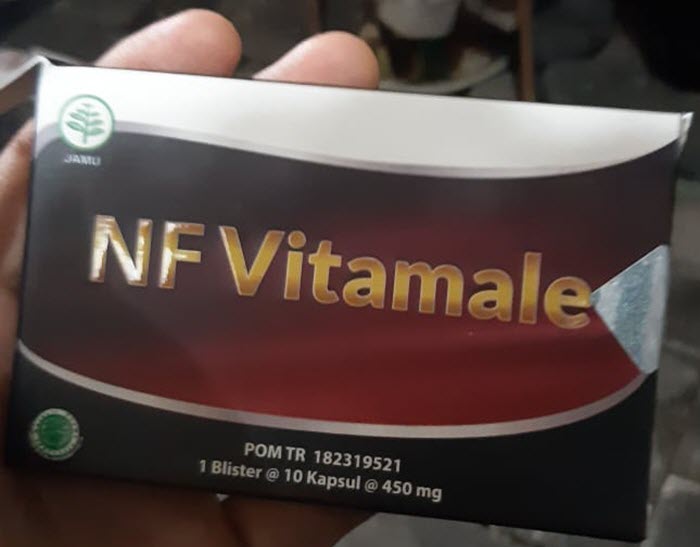 JAMU
NF Vitamale
POM TR 182319521
1 Blister @ 10 Kapsul @ 450 mg